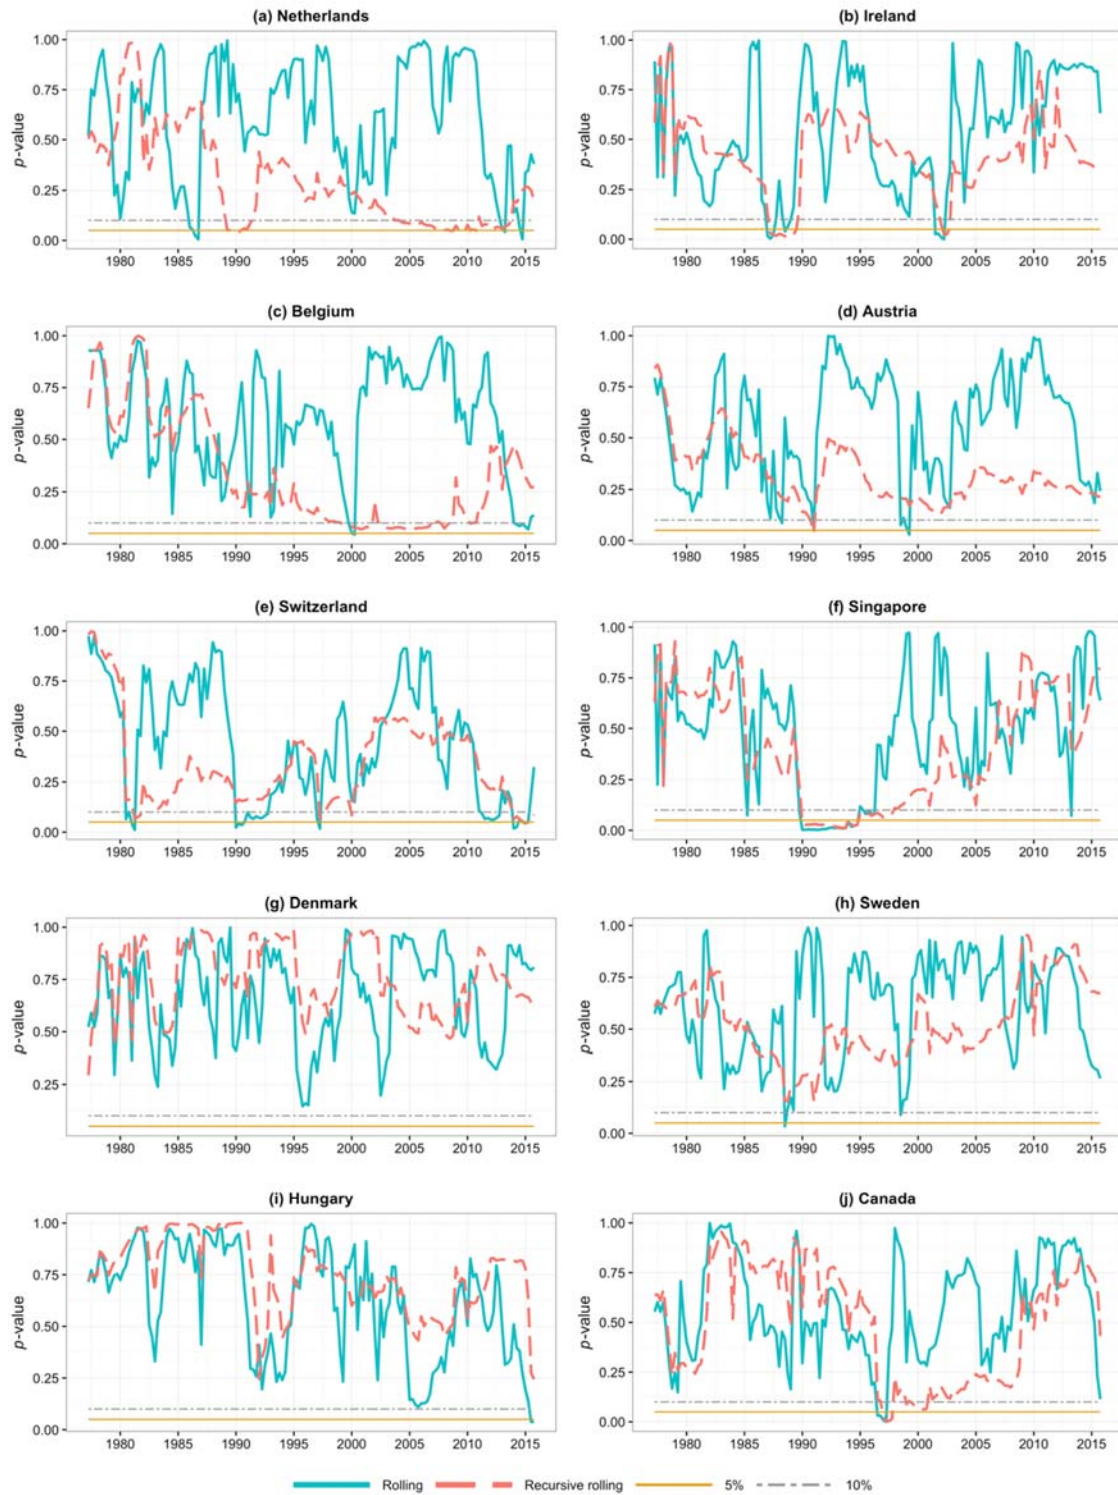 (a) Netherlands
1.00
0.75
0.50
0.25
0.00
p-value
1980 1985 1990 1995 2000 2005 2010 2015
(b) Ireland
1.00
0.75
0.50
0.25
0.00
p-value
1980 1985 1990 1995 2000 2005 2010 2015
(c) Belgium
1.00
0.75
0.50
0.25
0.00
p-value
1980 1985 1990 1995 2000 2005 2010 2015
(d) Austria
1.00
0.75
0.50
0.25
0.00
p-value
1980 1985 1990 1995 2000 2005 2010 2015
(e) Switzerland
1.00
0.75
0.50
0.25
0.00
p-value
1980 1985 1990 1995 2000 2005 2010 2015
(f) Singapore
1.00
0.75
0.50
0.25
0.00
p-value
1980 1985 1990 1995 2000 2005 2010 2015
(g) Denmark
1.00
0.75
0.50
0.25
p-value
1980 1985 1990 1995 2000 2005 2010 2015
(h) Sweden
1.00
0.75
0.50
0.25
0.00
p-value
1980 1985 1990 1995 2000 2005 2010 2015
(i) Hungary
1.00
0.75
0.50
0.25
0.00
p-value
1980 1985 1990 1995 2000 2005 2010 2015
(j) Canada
1.00
0.75
0.50
0.25
0.00
p-value
1980 1985 1990 1995 2000 2005 2010 2015
Rolling Recursive rolling 5% 10%